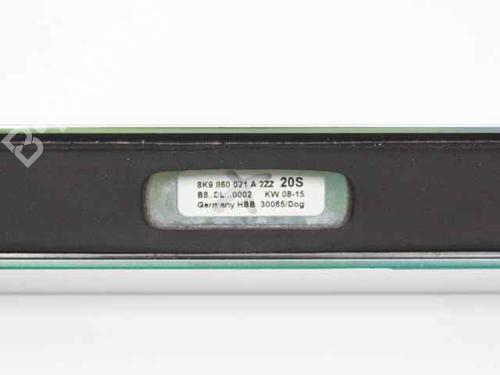 8K9 860 021 A 2ZZ 20S
B8..DL...0002 KW 08-15
Germany HBB 30065/Dog